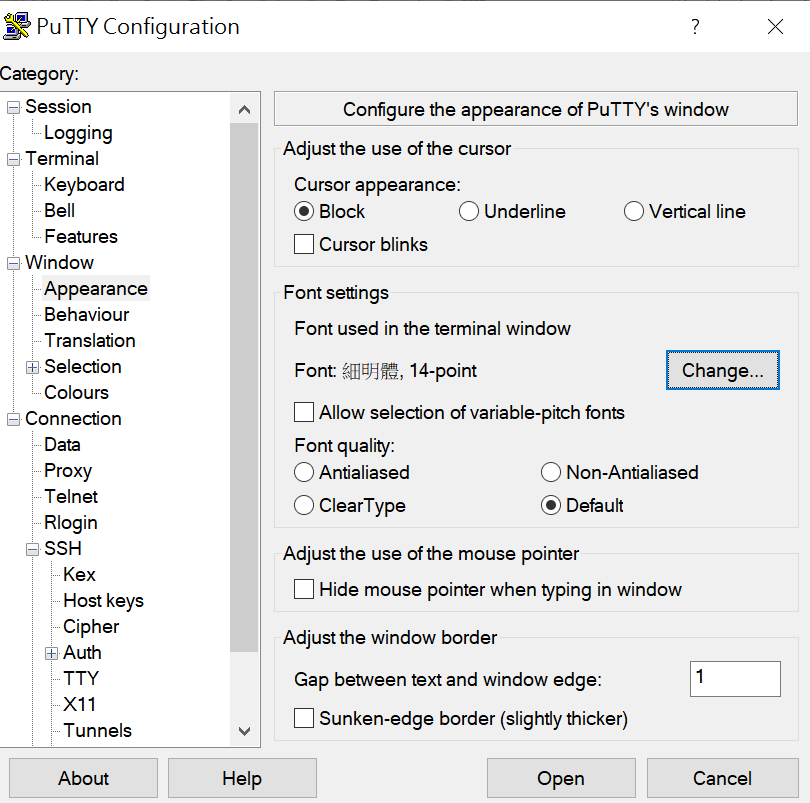 PuTTY Configuration
?
Category:
Session
Logging
Terminal
Keyboard
Bell
Features
Window
Appearance
Behaviour
Translation
Selection
Colours
Connection
Data
Proxy
Telnet
Rlogin
SSH
Kex
Host keys
Cipher
Auth
TTY
X11
Tunnels
Configure the appearance of PuTTY's window
Adjust the use of the cursor
Cursor appearance:
Block Underline Vertical line
Cursor blinks
Font settings
Font used in the terminal window
Font: 細明體, 14-point Change...
Allow selection of variable-pitch fonts
Font quality:
Antialiased Non-Antialiased
ClearType Default
Adjust the use of the mouse pointer
Hide mouse pointer when typing in window
Adjust the window border
Gap between text and window edge: 1
Sunken-edge border (slightly thicker)
About Help Open Cancel